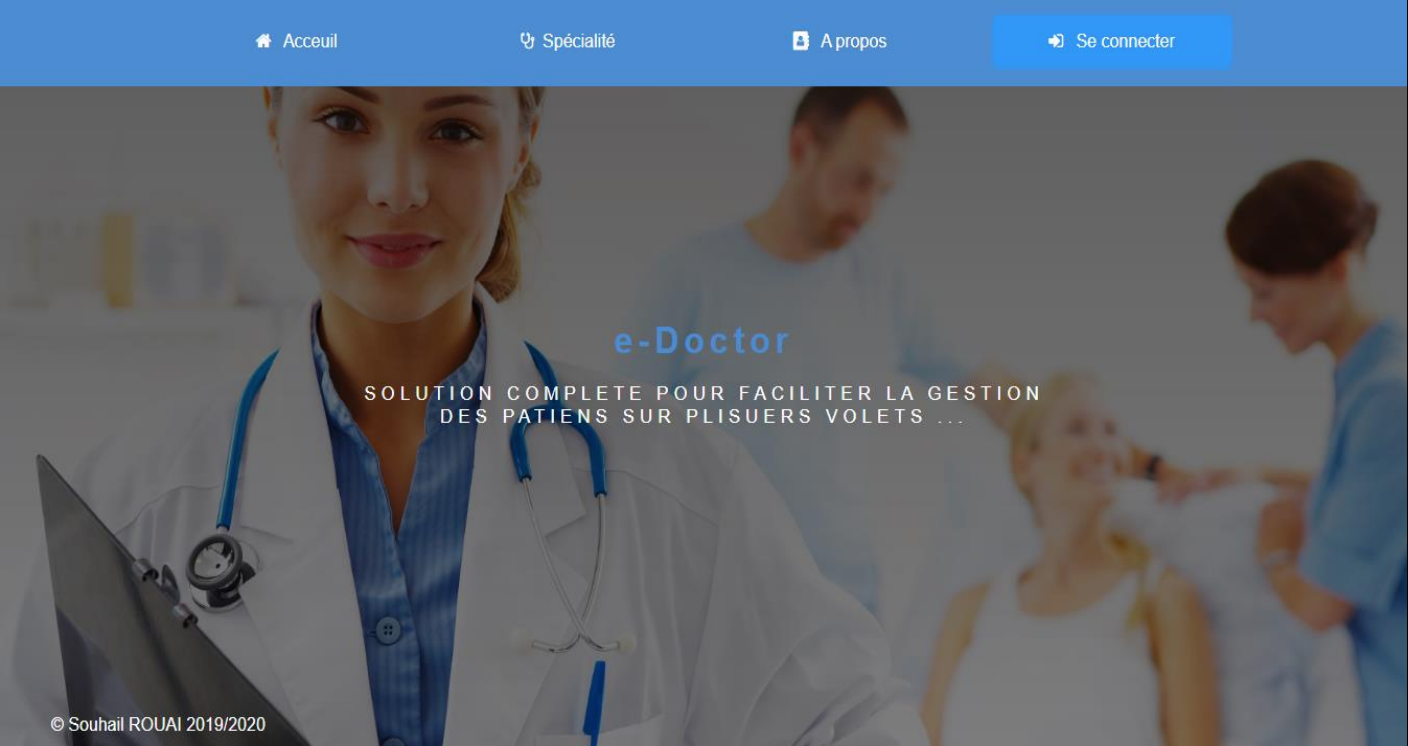 Acceuil
Spécialité
A propos
Se connecter
e-Doctor
SOLUTION COMPLETE POUR FACILITER LA GESTION
DES PATIENS SUR PLISUERS VOLETS ...
© Souhail ROUAI 2019/2020